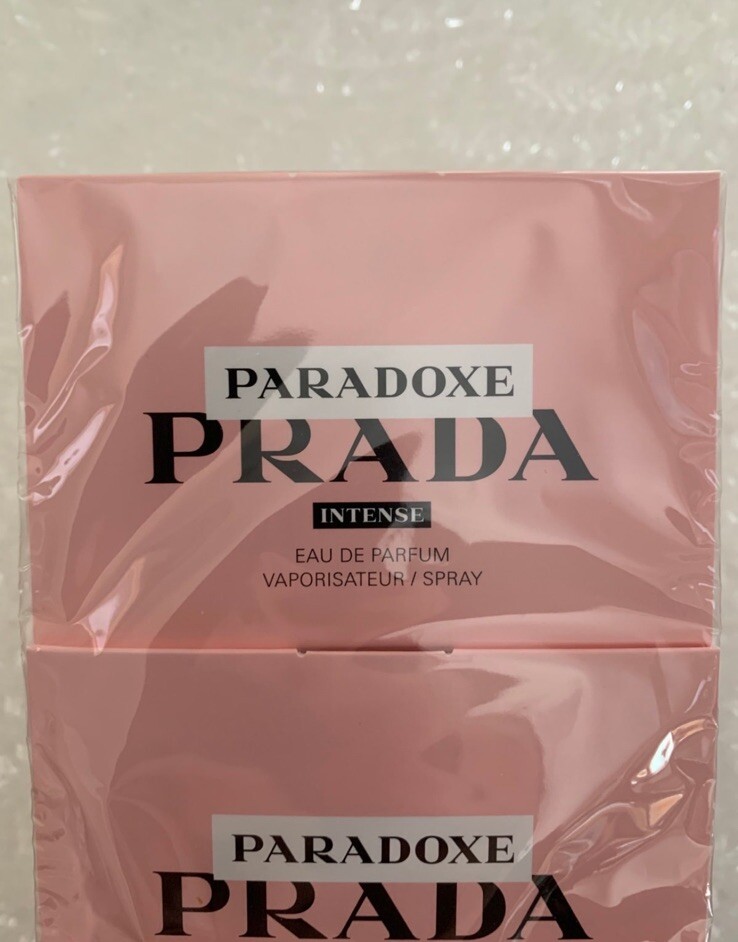 PARADOXE
PRADA
INTENSE
EAU DE PARFUM
VAPORISATEUR / SPRAY
PARADOXE
PRADA